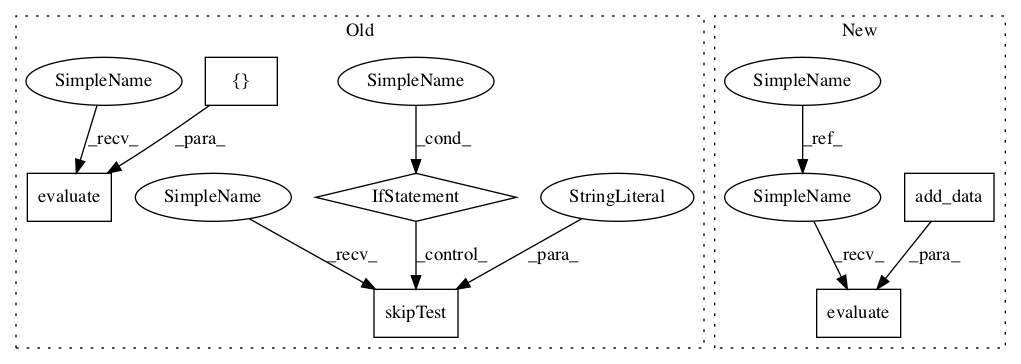 Old
New
SimpleName
{}
SimpleName
SimpleName
_recv_
_para_
_cond_
_ref_
evaluate
SimpleName
IfStatement
StringLiteral
SimpleName
add_data
_recv_
_control_
_para_
_recv_
_para_
skipTest
evaluate